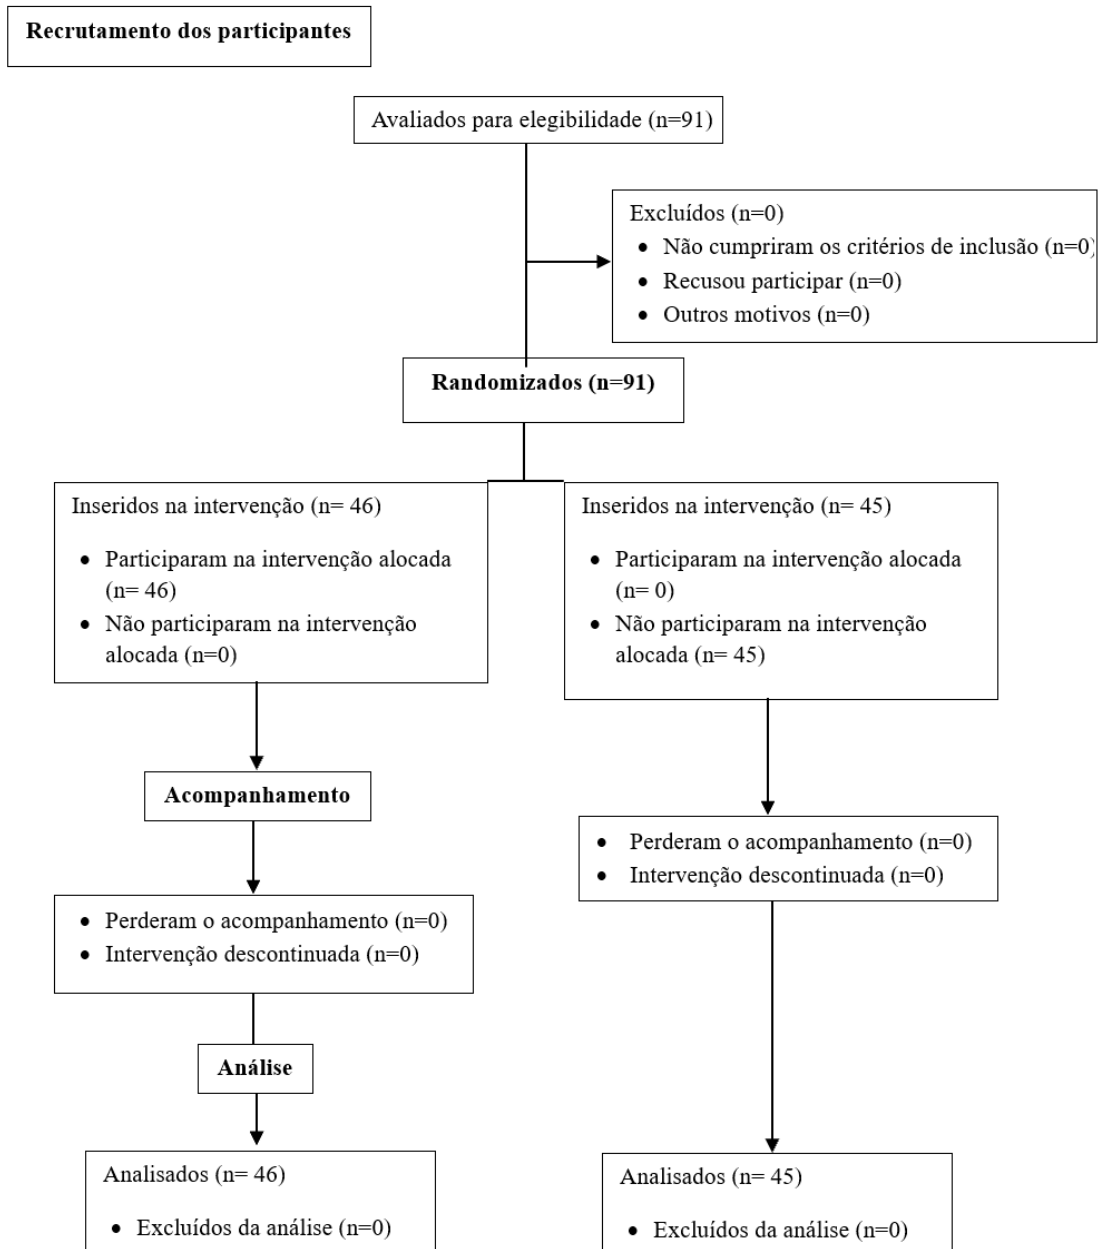 Recrutamento dos participantes
Avaliados para elegibilidade (n=91)
Excluídos (n=0)
• Não cumpriram os critérios de inclusão (n=0)
• Recusou participar (n=0)
• Outros motivos (n=0)
Randomizados (n=91)
Inseridos na intervenção (n= 46)
• Participaram na intervenção alocada
(n= 46)
• Não participaram na intervenção
alocada (n=0)
Inseridos na intervenção (n= 45)
• Participaram na intervenção alocada
(n= 0)
• Não participaram na intervenção
alocada (n= 45)
Acompanhamento
• Perderam o acompanhamento (n=0)
• Intervenção descontinuada (n=0)
• Perderam o acompanhamento (n=0)
• Intervenção descontinuada (n=0)
Análise
Analisados (n= 46)
• Excluídos da análise (n=0)
Analisados (n= 45)
• Excluídos da análise (n=0)